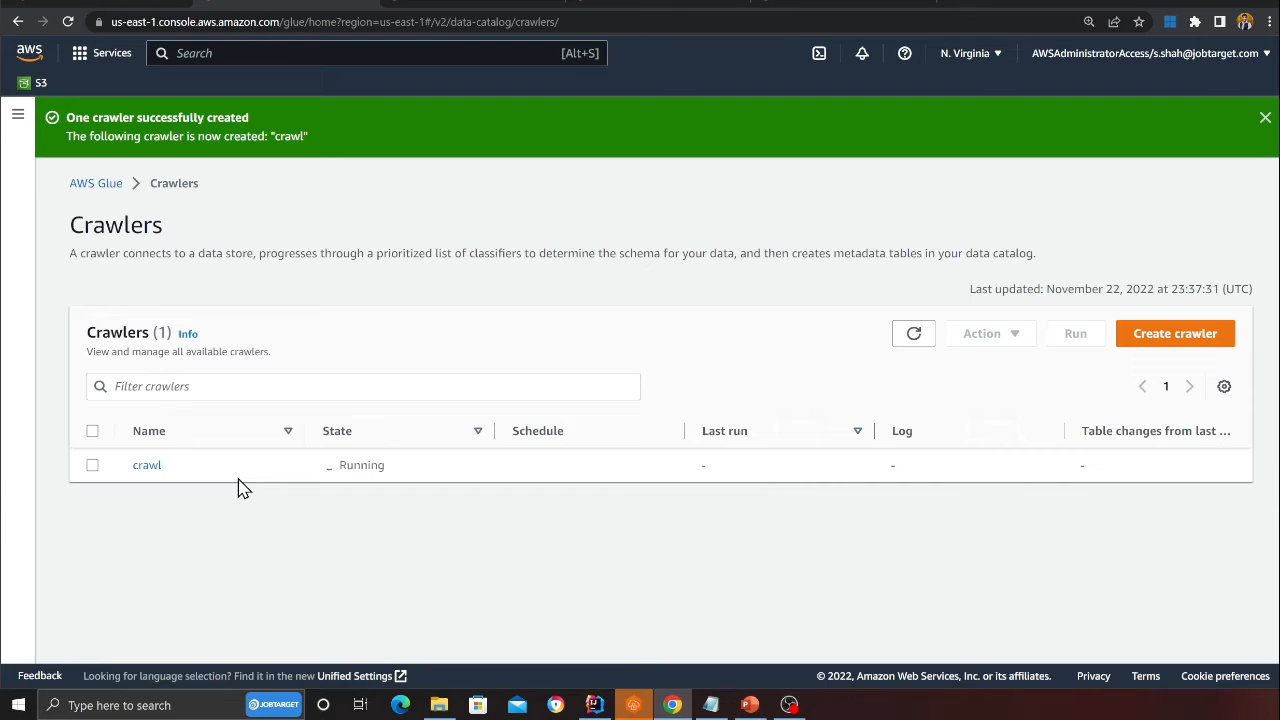 us-east-1.console.aws.amazon.com/glue/home?region=us-east-1#/v2/data-catalog/crawlers/
aws
Services
Search
[Alt+S]
N. Virginia
AWSAdministratorAccess/s.shah@jobtarget.com
S3
One crawler successfully created
The following crawler is now created: "crawl"
AWS Glue
Crawlers
Crawlers
A crawler connects to a data store, progresses through a prioritized list of classifiers to determine the schema for your data, and then creates metadata tables in your data catalog.
Last updated: November 22, 2022 at 23:37:31 (UTC)
Crawlers (1) Info
View and manage all available crawlers.
Action
Run
Create crawler
Filter crawlers
1
Name
State
Schedule
Last run
Log
Table changes from last ...
crawl
Running
-
-
-
Feedback
Looking for language selection? Find it in the new Unified Settings
© 2022, Amazon Web Services, Inc. or its affiliates.
Privacy
Terms
Cookie preferences
Type here to search
JOBTARGET